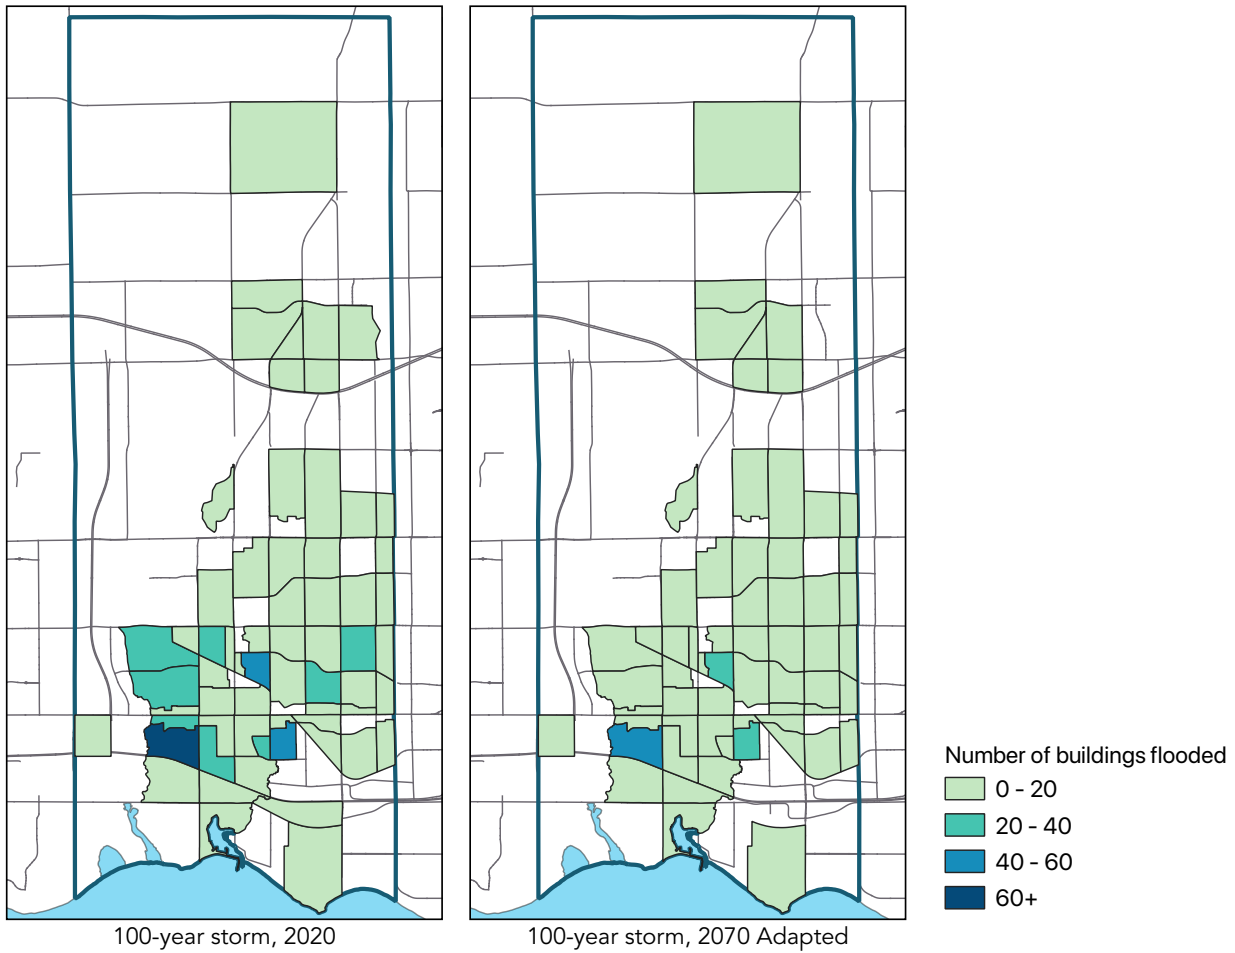 Number of buildings flooded
0 - 20
20 - 40
40 - 60
60+
100-year storm, 2020
100-year storm, 2070 Adapted